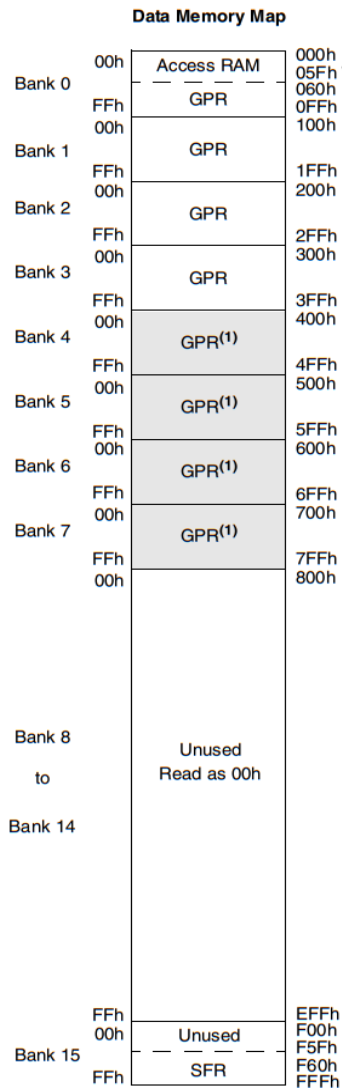 Data Memory Map
00h Access RAM 000h
05Fh
Bank 0 060h
FFh GPR 0FFh
00h 100h
Bank 1 GPR
FFh 1FFh
00h 200h
Bank 2 GPR
FFh 2FFh
00h 300h
Bank 3 GPR
FFh 3FFh
00h 400h
Bank 4 GPR(1)
FFh 4FFh
00h 500h
Bank 5 GPR(1)
FFh 5FFh
00h 600h
Bank 6 GPR(1)
FFh 6FFh
00h 700h
Bank 7 GPR(1)
FFh 7FFh
00h 800h
Bank 8 Unused
to Read as 00h
Bank 14
FFh EFFh
00h Unused F00h
F5Fh
Bank 15 F60h
FFh SFR FFFh